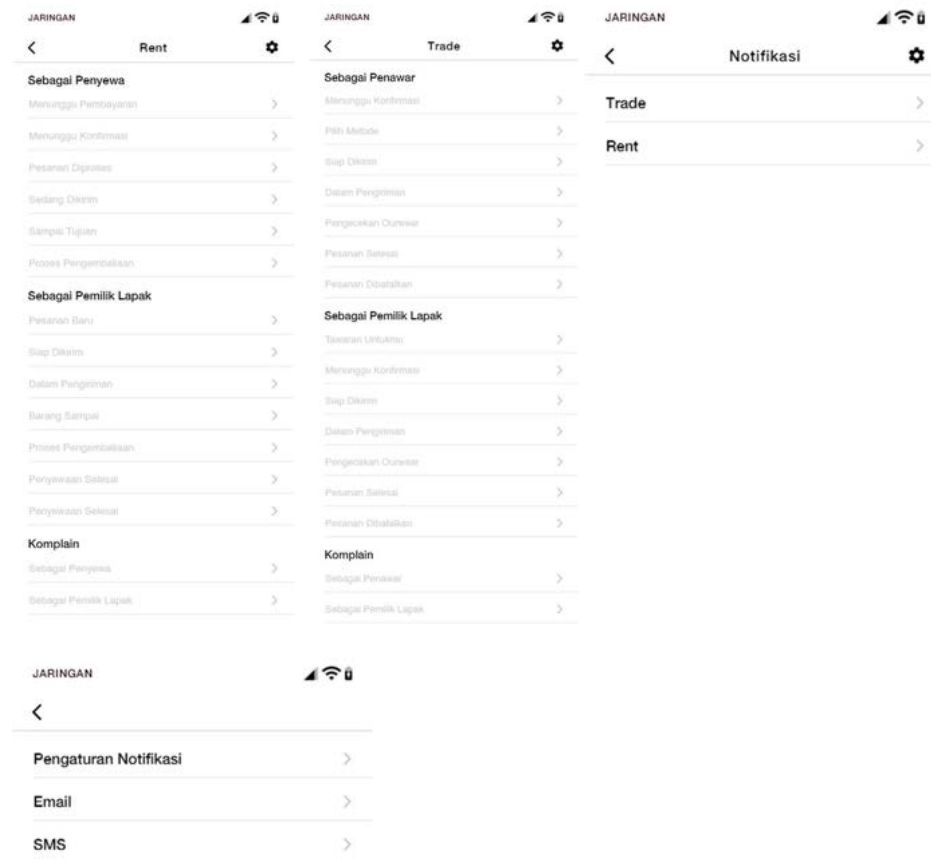 JARINGAN
Rent
Sebagai Penyewa
Menunggu Pembayaran
Menunggu Konfirmasi
Pesanan Diproses
Sedang Dikirim
Sampai Tujuan
Proses Pengembaliaan
Sebagai Pemilik Lapak
Pesanan Baru
Siap Dikirim
Dalam Pengiriman
Barang Sampai
Proses Pengembaliaan
Penyewaan Selesai
Penyewaan Selesai
Komplain
Sebagai Penyewa
Sebagai Pemilik Lapak
JARINGAN
Trade
Sebagai Penawar
Menunggu Konfirmasi
Pilih Metode
Siap Dikirim
Dalam Pengiriman
Pengecekan Ourwear
Pesanan Selesai
Pesanan Dibatalkan
Sebagai Pemilik Lapak
Tawaran Untukmu
Menunggu Konfirmasi
Siap Dikirim
Dalam Pengiriman
Pengecekan Ourwear
Pesanan Selesai
Pesanan Dibatalkan
Komplain
Sebagai Penawar
Sebagai Pemilik Lapak
JARINGAN
Notifikasi
Trade
Rent
JARINGAN
Pengaturan Notifikasi
Email
SMS